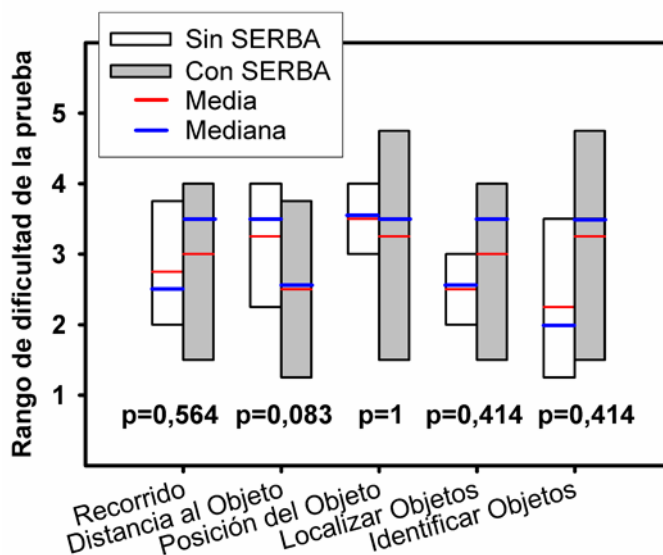 Sin SERBA
Con SERBA
Media
Mediana
Rango de dificultad de la prueba
5
4
3
2
1
p=0,564 p=0,083 p=1 p=0,414 p=0,414
Recorrido
Distancia al Objeto
Posición del Objeto
Localizar Objetos
Identificar Objetos